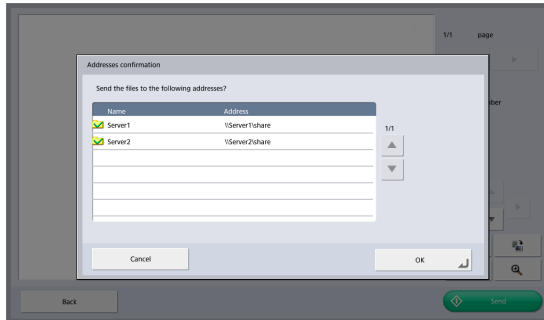 1/1 page
Addresses confirmation
Send the files to the following addresses?
Name Address
Server1 \\Server1\share
1/1
Server2 \\Server2\share
Cancel
OK
Back
Send